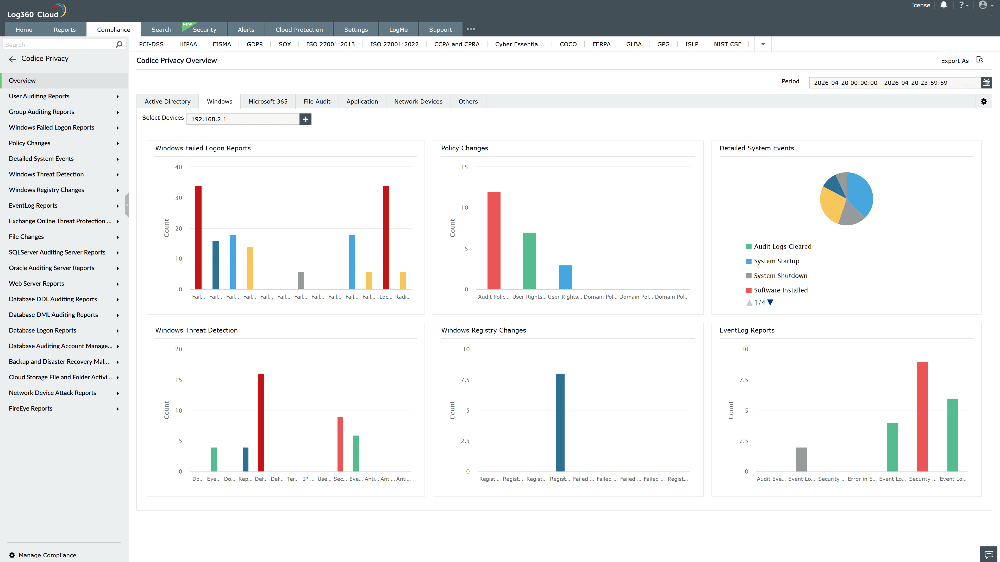 Log360 Cloud
License
?
Home
Reports
Compliance
Search
NEW
Security
Alerts
Cloud Protection
Settings
LogMe
Support
Search
PCI-DSS
HIPAA
FISMA
GDPR
SOX
ISO 27001:2013
ISO 27001:2022
CCPA and CPRA
Cyber Essentia...
COCO
FERPA
GLBA
GPG
ISLP
NIST CSF
Codice Privacy
Overview
User Auditing Reports
Group Auditing Reports
Windows Failed Logon Reports
Policy Changes
Detailed System Events
Windows Threat Detection
Windows Registry Changes
EventLog Reports
Exchange Online Threat Protection ...
File Changes
SQLServer Auditing Server Reports
Oracle Auditing Server Reports
Web Server Reports
Database DDL Auditing Reports
Database DML Auditing Reports
Database Logon Reports
Database Auditing Account Manage...
Backup and Disaster Recovery Mal...
Cloud Storage File and Folder Activi...
Network Device Attack Reports
FireEye Reports
Manage Compliance
Codice Privacy Overview
Export As
Period
2026-04-20 00:00:00 - 2026-04-20 23:59:59
Active Directory
Windows
Microsoft 365
File Audit
Application
Network Devices
Others
Select Devices
192.168.2.1
+
Windows Failed Logon Reports
40
30
20
10
0
Count
Fail... Fail... Fail... Fail... Fail... Fail... Fail... Fail... Fail... Fail... Fail... Loc... Radi...
Policy Changes
15
10
5
0
Count
Audit Polic... User Rights... User Rights... Domain Pol... Domain Pol... Domain Pol...
Detailed System Events
Audit Logs Cleared
System Startup
System Shutdown
Software Installed
1/4
Windows Threat Detection
20
15
10
5
0
Count
Do... Eve... Do... Rep... Def... Def... Ter... IP ... Use... Sec... Eve... Anti... Anti... Anti...
Windows Registry Changes
10
7.5
5
2.5
0
Count
Regist... Regist... Regist... Regist... Failed ... Failed ... Failed ... Failed ... Regist...
EventLog Reports
10
7.5
5
2.5
0
Count
Audit Eve... Event Lo... Security ... Error in E... Event Lo... Security ... Event Lo...